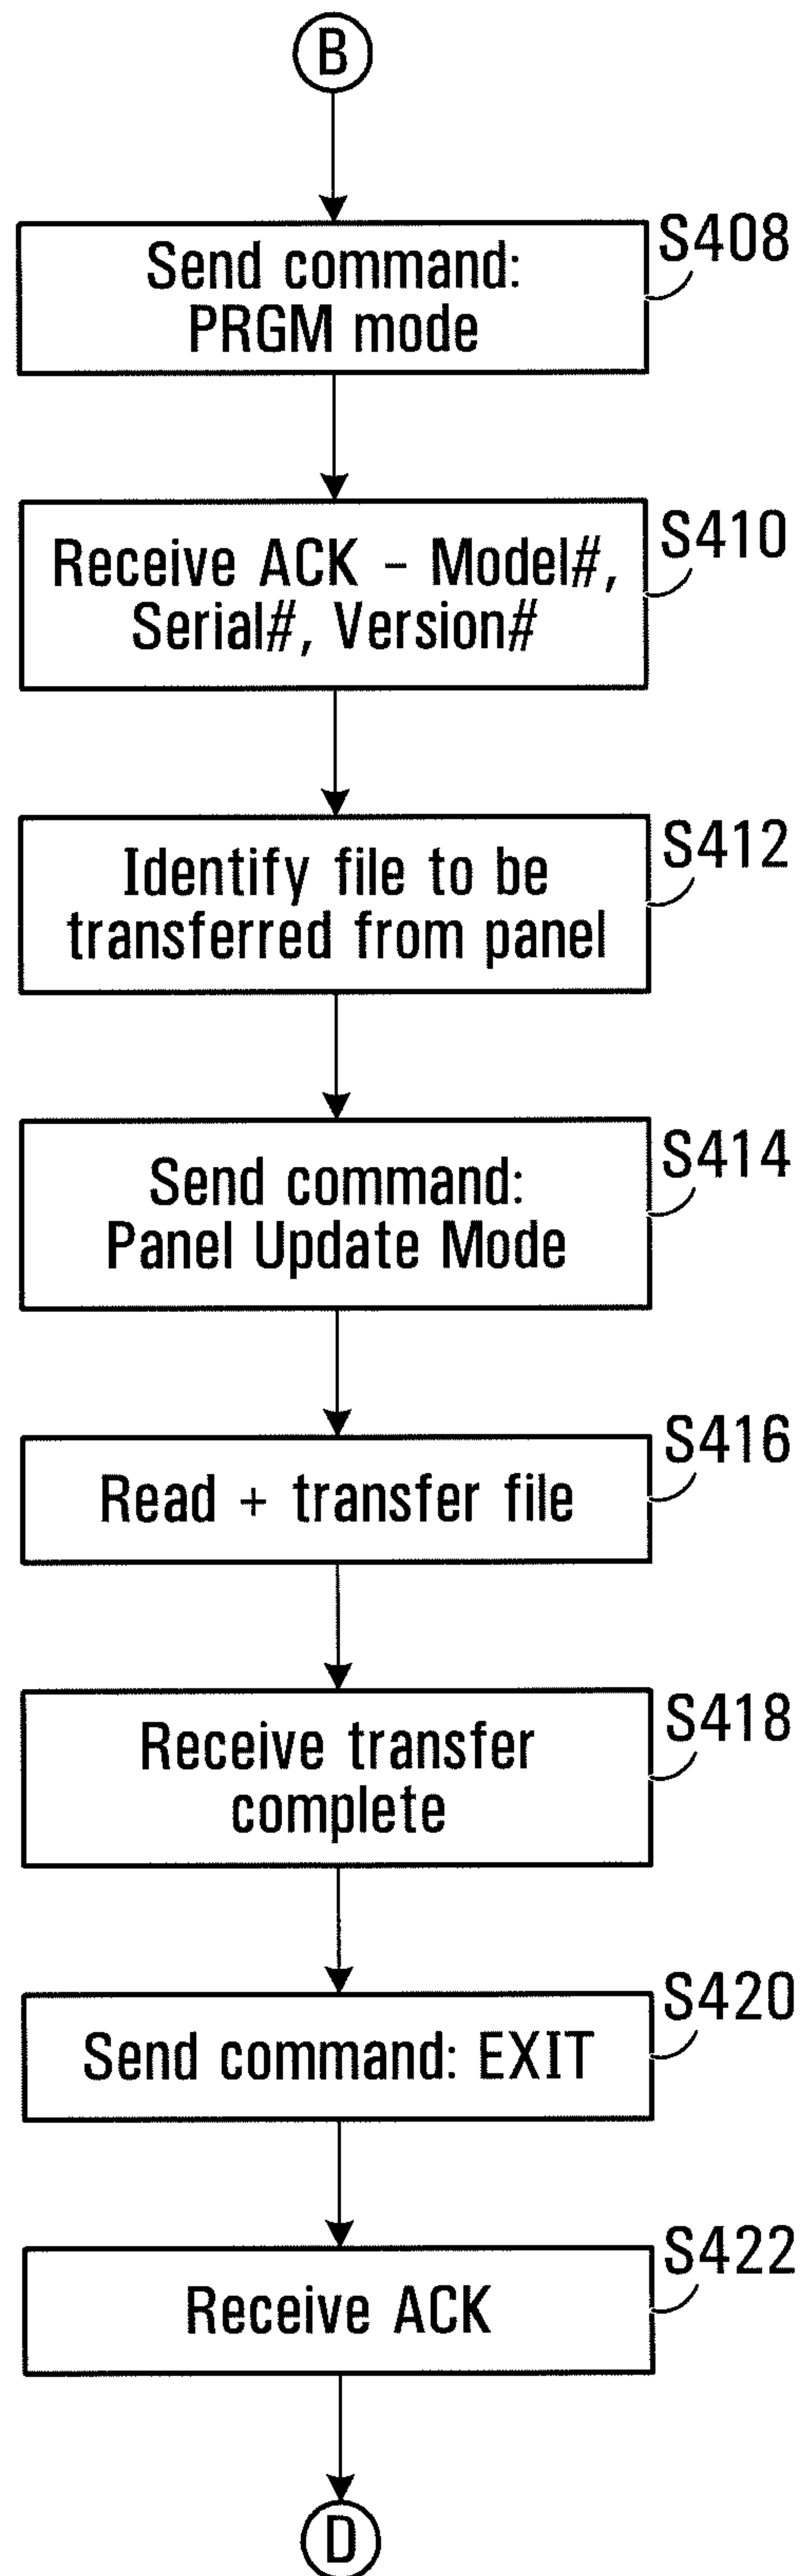 B
S408
Send command:
PRGM mode
S410
Receive ACK - Model#,
Serial#, Version#
S412
Identify file to be
transferred from panel
S414
Send command:
Panel Update Mode
S416
Read + transfer file
S418
Receive transfer
complete
S420
Send command: EXIT
S422
Receive ACK
D